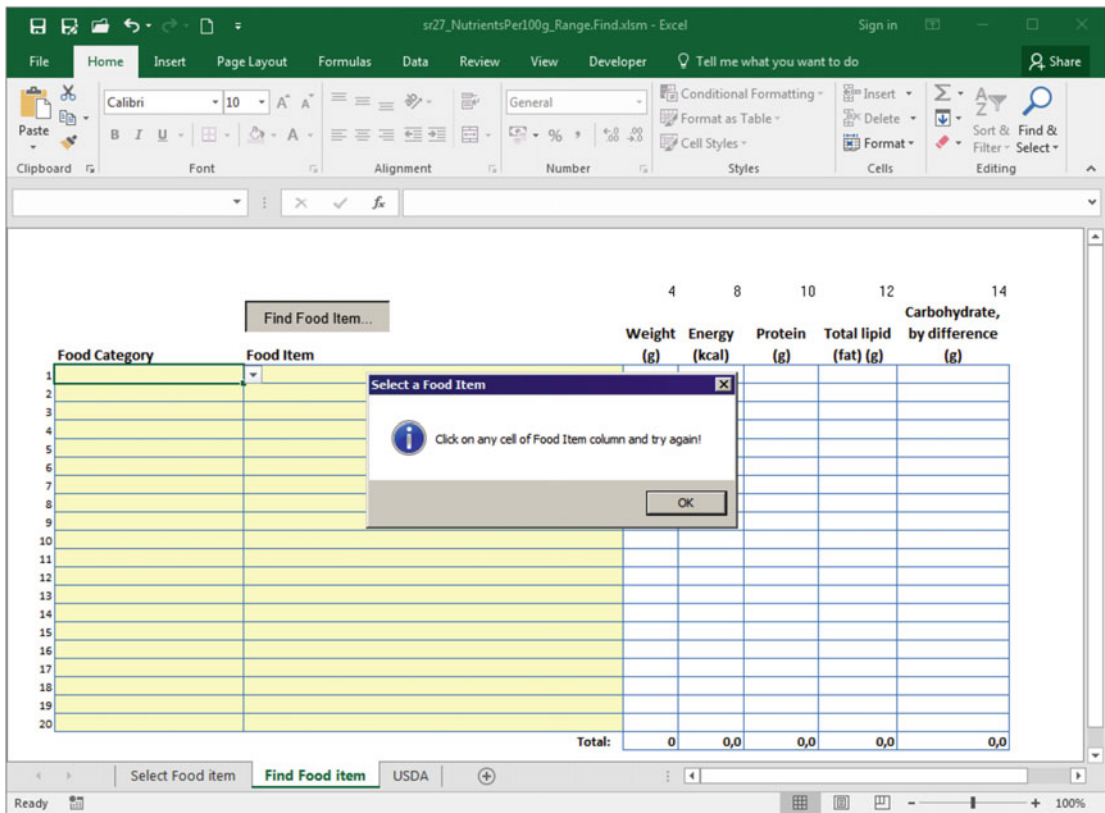 sr27_NutrientsPer100g_Range.Find.xlsm - Excel Sign in
File Home Insert Page Layout Formulas Data Review View Developer Tell me what you want to do Share
Paste
Calibri 10 A A
General
Conditional Formatting
Insert
B I U A
% , .00 .00
Format as Table
Delete
Cell Styles
Format
Sort & Filter
Find & Select
Clipboard Font Alignment Number Styles Cells Editing
fx
4 8 10 12 14
Find Food Item...
Food Category Food Item Weight (g) Energy (kcal) Protein (g) Total lipid (fat) (g) Carbohydrate, by difference (g)
1
2
3
4
5
6
7
8
9
10
11
12
13
14
15
16
17
18
19
20
Select a Food Item
Click on any cell of Food Item column and try again!
OK
Total: 0 0,0 0,0 0,0 0,0
Select Food item Find Food item USDA
Ready 100%